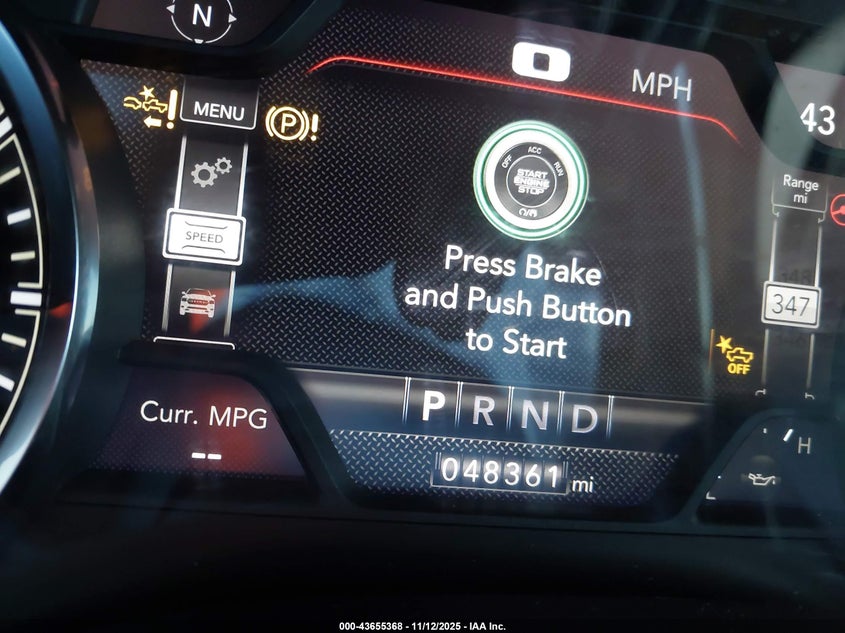 N
0
MPH
43
MENU
P !
OFF
ACC
RUN
START
ENGINE
STOP
SPEED
Range
mi
Press Brake
and Push Button
to Start
347
OFF
Curr. MPG
--
P R N D
H
048361 mi
000-43655368 - 11/12/2025 - IAA Inc.